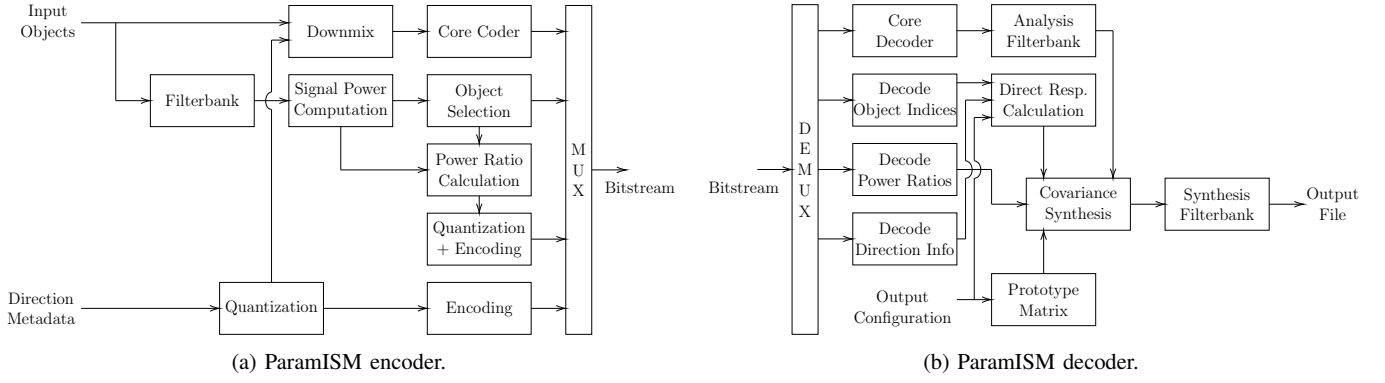 Input
Objects
Downmix
Core Coder
Filterbank
Signal Power
Computation
Object
Selection
Power Ratio
Calculation
Quantization
+ Encoding
Direction
Metadata
Quantization
Encoding
M
U
X
Bitstream
(a) ParamISM encoder.
Bitstream
D
E
M
U
X
Core
Decoder
Analysis
Filterbank
Decode
Object Indices
Direct Resp.
Calculation
Decode
Power Ratios
Covariance
Synthesis
Synthesis
Filterbank
Output
File
Decode
Direction Info
Output
Configuration
Prototype
Matrix
(b) ParamISM decoder.